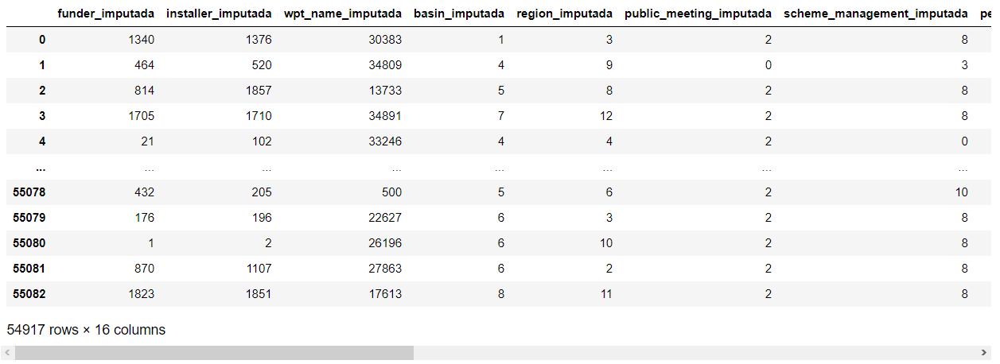 funder_imputada installer_imputada wpt_name_imputada basin_imputada region_imputada public_meeting_imputada scheme_management_imputada pe
0 1340 1376 30383 1 3 2 8
1 464 520 34809 4 9 0 3
2 814 1857 13733 5 8 2 8
3 1705 1710 34891 7 12 2 8
4 21 102 33246 4 4 2 0
... ... ... ... ... ... ... ...
55078 432 205 500 5 6 2 10
55079 176 196 22627 6 3 2 8
55080 1 2 26196 6 10 2 8
55081 870 1107 27863 6 2 2 8
55082 1823 1851 17613 8 11 2 8
54917 rows × 16 columns